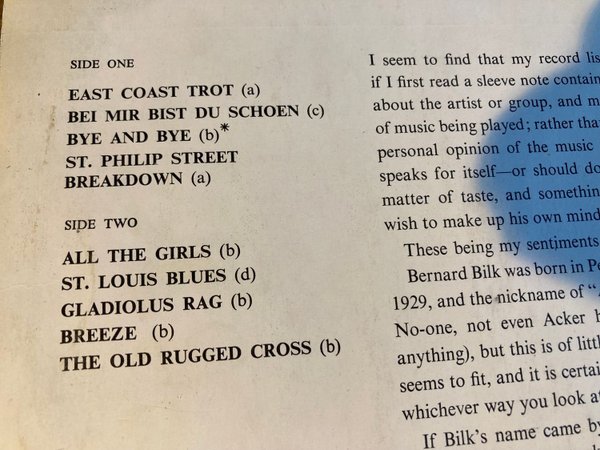 SIDE ONE
EAST COAST TROT (a)
BEI MIR BIST DU SCHOEN (c)
BYE AND BYE (b)*
ST. PHILIP STREET
BREAKDOWN (a)
SIDE TWO
ALL THE GIRLS (b)
ST. LOUIS BLUES (d)
GLADIOLUS RAG (b)
BREEZE (b)
THE OLD RUGGED CROSS (b)
I seem to find that my record lis
if I first read a sleeve note contain
about the artist or group, and m
of music being played; rather tha
personal opinion of the music
speaks for itself—or should do
matter of taste, and somethin
wish to make up his own mind
These being my sentiments
Bernard Bilk was born in Pe
1929, and the nickname of "
No-one, not even Acker h
anything), but this is of littl
seems to fit, and it is certai
whichever way you look at
If Bilk's name came by